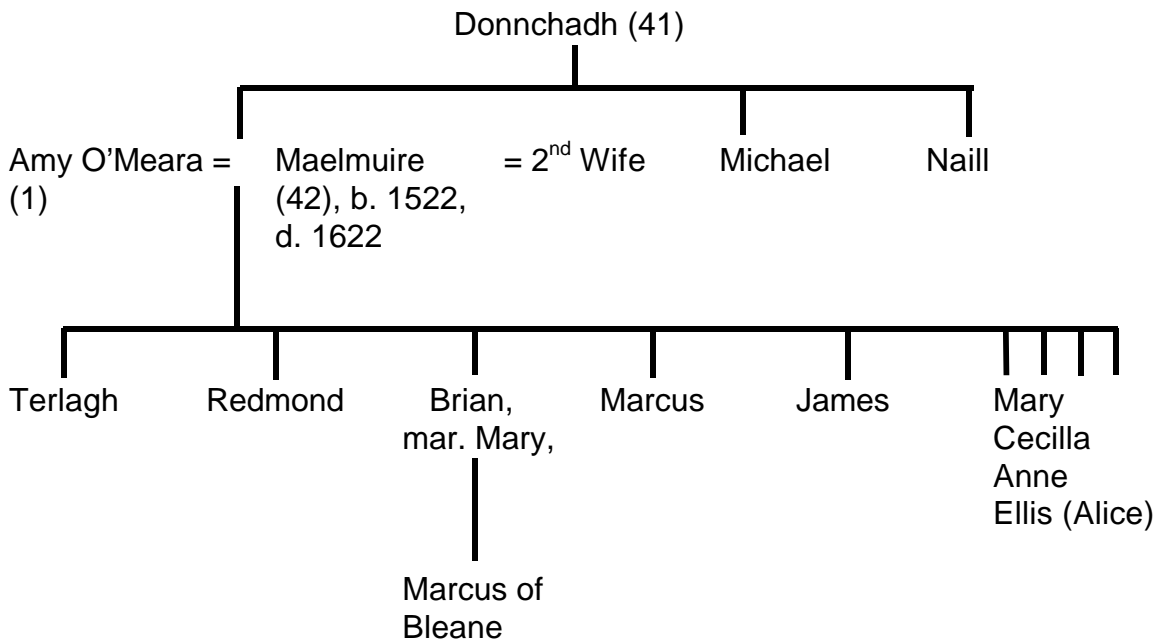 Donnchadh (41)
Amy O'Meara = Maelmuire = 2nd Wife Michael Naill
(1) (42), b. 1522,
d. 1622
Terlagh Redmond Brian, Marcus James Mary
mar. Mary, Cecilla
Anne
Ellis (Alice)
Marcus of
Bleane